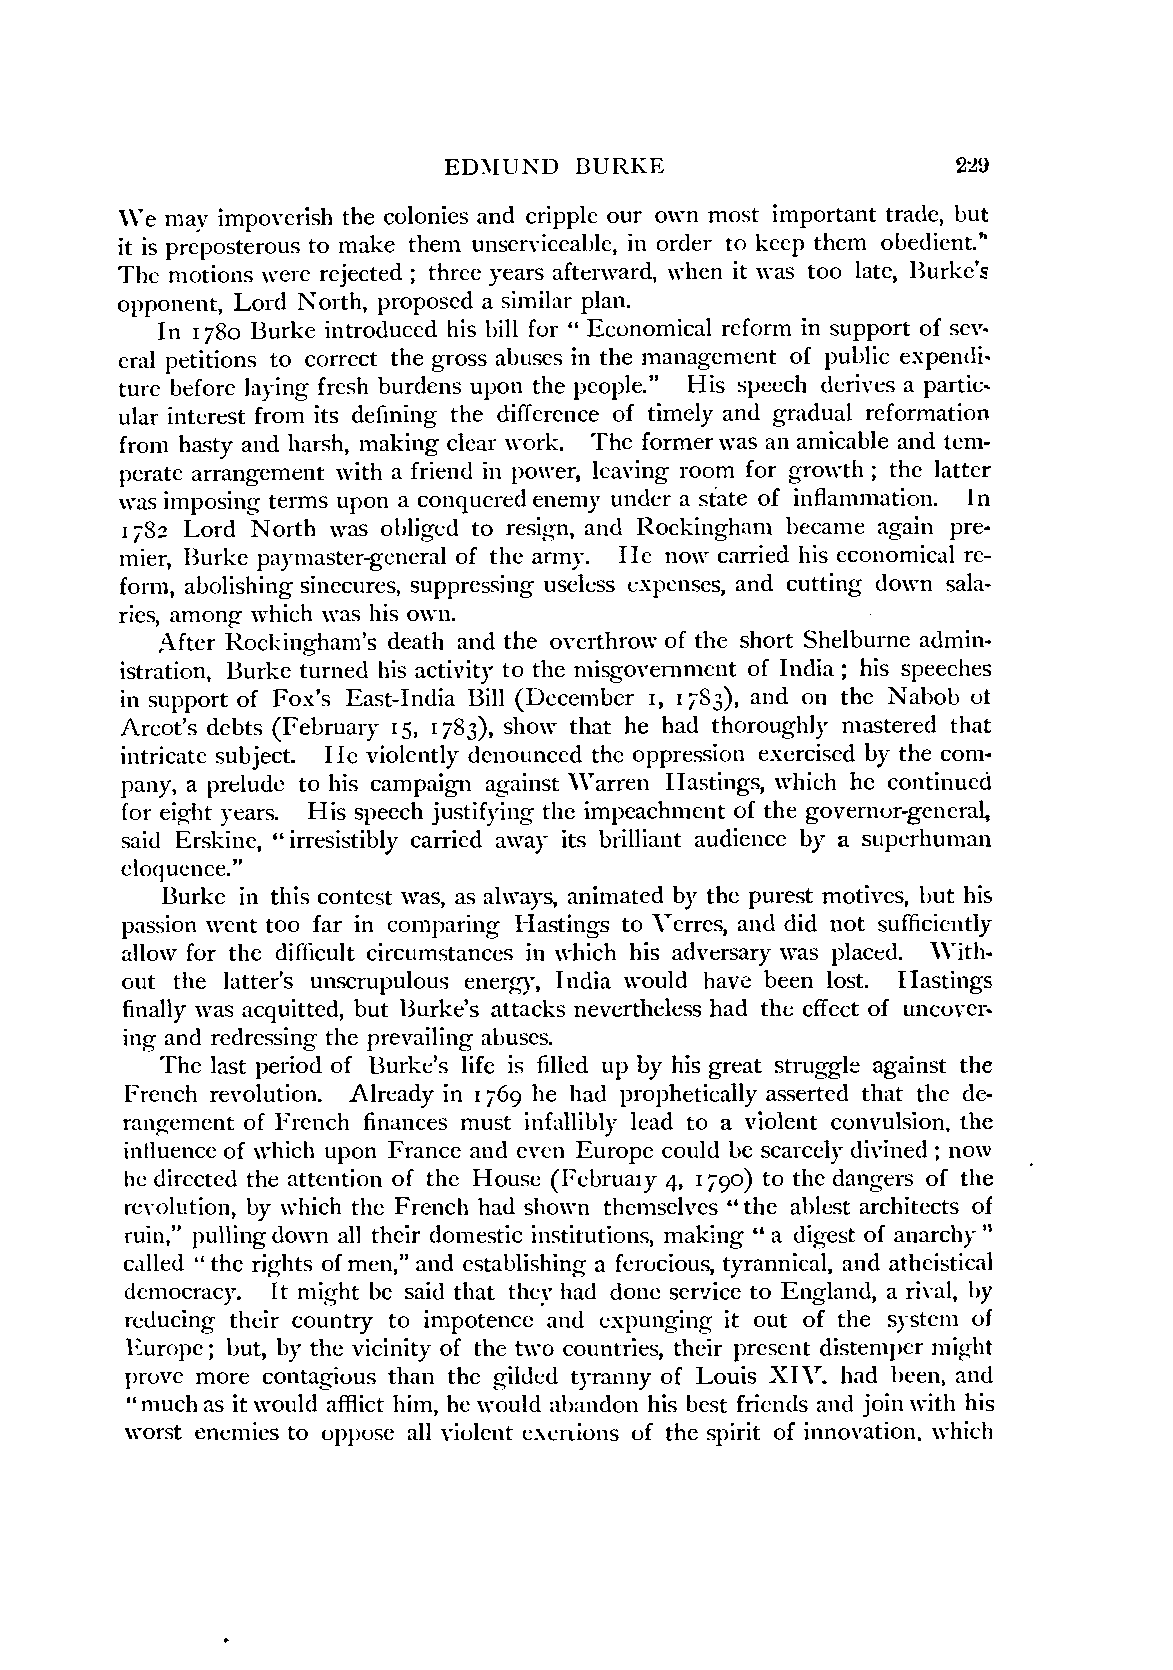 EDMUND BURKE 229
We may impoverish the colonies and cripple our own most important trade, but
it is preposterous to make them unserviceable, in order to keep them obedient."
The motions were rejected ; three years afterward, when it was too late, Burke's
opponent, Lord North, proposed a similar plan.
In 1780 Burke introduced his bill for " Economical reform in support of sev-
eral petitions to correct the gross abuses in the management of public expendi-
ture before laying fresh burdens upon the people." His speech derives a partic-
ular interest from its defining the difference of timely and gradual reformation
from hasty and harsh, making clear work. The former was an amicable and tem-
perate arrangement with a friend in power, leaving room for growth ; the latter
was imposing terms upon a conquered enemy under a state of inflammation. In
1782 Lord North was obliged to resign, and Rockingham became again pre-
mier, Burke paymaster-general of the army. He now carried his economical re-
form, abolishing sinecures, suppressing useless expenses, and cutting down sala-
ries, among which was his own.
After Rockingham's death and the overthrow of the short Shelburne admin-
istration, Burke turned his activity to the misgovernment of India ; his speeches
in support of Fox's East-India Bill (December 1, 1783), and on the Nabob of
Arcot's debts (February 15, 1783), show that he had thoroughly mastered that
intricate subject. He violently denounced the oppression exercised by the com-
pany, a prelude to his campaign against Warren Hastings, which he continued
for eight years. His speech justifying the impeachment of the governor-general,
said Erskine, "irresistibly carried away its brilliant audience by a superhuman
eloquence."
Burke in this contest was, as always, animated by the purest motives, but his
passion went too far in comparing Hastings to Verres, and did not sufficiently
allow for the difficult circumstances in which his adversary was placed. With-
out the latter's unscrupulous energy, India would have been lost. Hastings
finally was acquitted, but Burke's attacks nevertheless had the effect of uncover-
ing and redressing the prevailing abuses.
The last period of Burke's life is filled up by his great struggle against the
French revolution. Already in 1769 he had prophetically asserted that the de-
rangement of French finances must infallibly lead to a violent convulsion, the
influence of which upon France and even Europe could be scarcely divined ; now
he directed the attention of the House (February 4, 1790) to the dangers of the
revolution, by which the French had shown themselves "the ablest architects of
ruin," pulling down all their domestic institutions, making " a digest of anarchy"
called "the rights of men," and establishing a ferocious, tyrannical, and atheistical
democracy. It might be said that they had done service to England, a rival, by
reducing their country to impotence and expunging it out of the system of
Europe ; but, by the vicinity of the two countries, their present distemper might
prove more contagious than the gilded tyranny of Louis XIV. had been, and
"much as it would afflict him, he would abandon his best friends and join with his
worst enemies to oppose all violent exertions of the spirit of innovation, which